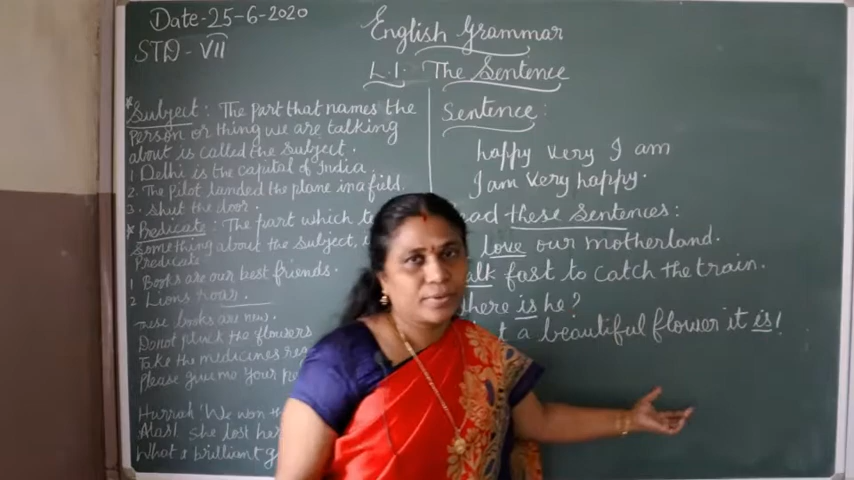 Date-25-6-2020
STD - VII
English Grammar
L.1. The Sentence
*Subject: The Part that names the
person or thing we are talking
about is called the Subject.
1. Delhi is the capital of India.
2. The Pilot landed the plane in a field.
3. Shut the door.
* Predicate: The part which t
Something about the Subject, i
Predicate
1 Books are our best friends.
2 Lions roar.
These books are new.
Do not pluck the flowers
Take the medicines re
Please give me your
Hurrah! We won th
Alas! She lost he
What a brilliant
Sentence:
happy very I am
I am very happy.
ead these Sentences:
love our motherland.
alk fast to catch the train.
here is he?
t a beautiful flower it is!